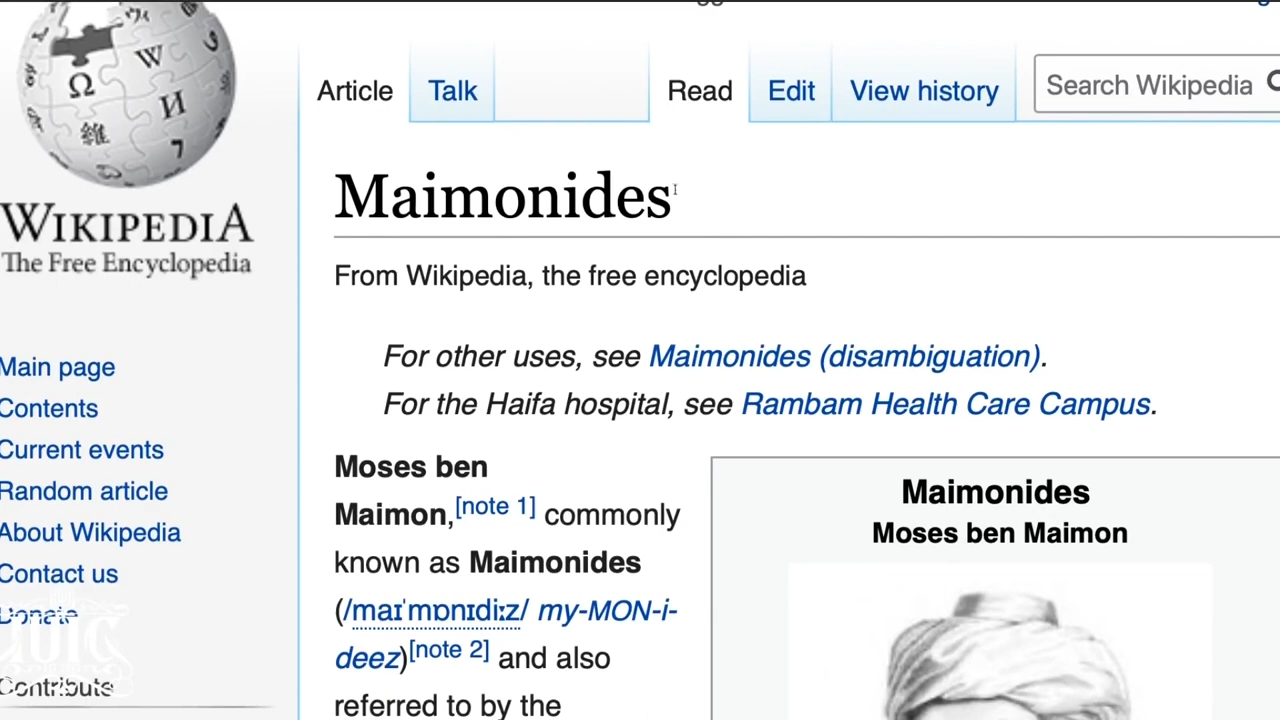 Article Talk Read Edit View history Search Wikipedia
WIKIPEDIA
The Free Encyclopedia
Maimonides
From Wikipedia, the free encyclopedia
For other uses, see Maimonides (disambiguation).
For the Haifa hospital, see Rambam Health Care Campus.
Main page
Contents
Current events
Random article
About Wikipedia
Contact us
Donate
Contribute
Moses ben
Maimon,[note 1] commonly
known as Maimonides
(/maɪˈmɒnɪdiːz/ my-MON-i-
deez)[note 2] and also
referred to by the
Maimonides
Moses ben Maimon